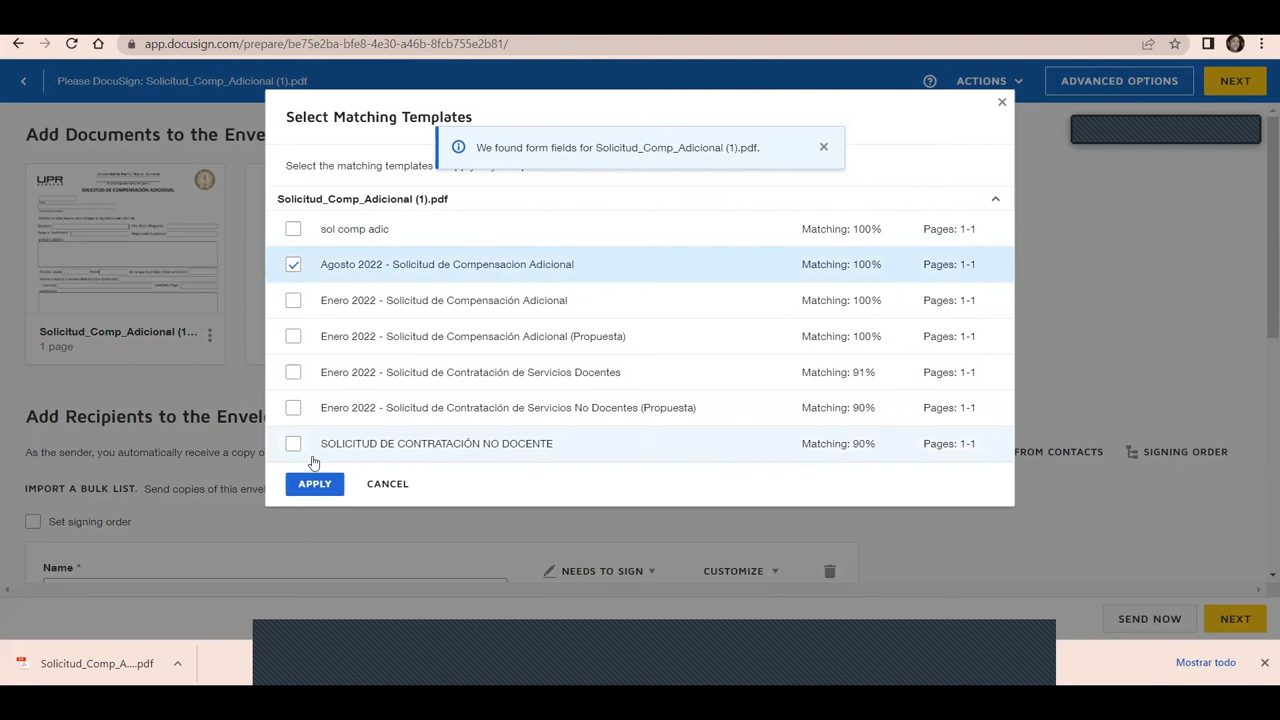 app.docusign.com/prepare/be75e2ba-bfe8-4e30-a46b-8fcb755e2b81/
Please DocuSign: Solicitud_Comp_Adicional (1).pdf
ACTIONS
ADVANCED OPTIONS
NEXT
Add Documents to the Enve
Select Matching Templates
We found form fields for Solicitud_Comp_Adicional (1).pdf.
Select the matching templates
Solicitud_Comp_Adicional (1).pdf
sol comp adic Matching: 100% Pages: 1-1
Agosto 2022 - Solicitud de Compensacion Adicional Matching: 100% Pages: 1-1
Enero 2022 - Solicitud de Compensación Adicional Matching: 100% Pages: 1-1
Enero 2022 - Solicitud de Compensación Adicional (Propuesta) Matching: 100% Pages: 1-1
Enero 2022 - Solicitud de Contratación de Servicios Docentes Matching: 91% Pages: 1-1
Enero 2022 - Solicitud de Contratación de Servicios No Docentes (Propuesta) Matching: 90% Pages: 1-1
SOLICITUD DE CONTRATACIÓN NO DOCENTE Matching: 90% Pages: 1-1
APPLY
CANCEL
UPR
SOLICITUD DE COMPENSACIÓN ADICIONAL
Solicitud_Comp_Adicional (1...
1 page
Add Recipients to the Envel
As the sender, you automatically receive a copy o
FROM CONTACTS
SIGNING ORDER
IMPORT A BULK LIST. Send copies of this envel
Set signing order
Name *
NEEDS TO SIGN
CUSTOMIZE
SEND NOW
NEXT
Solicitud_Comp_A....pdf
Mostrar todo